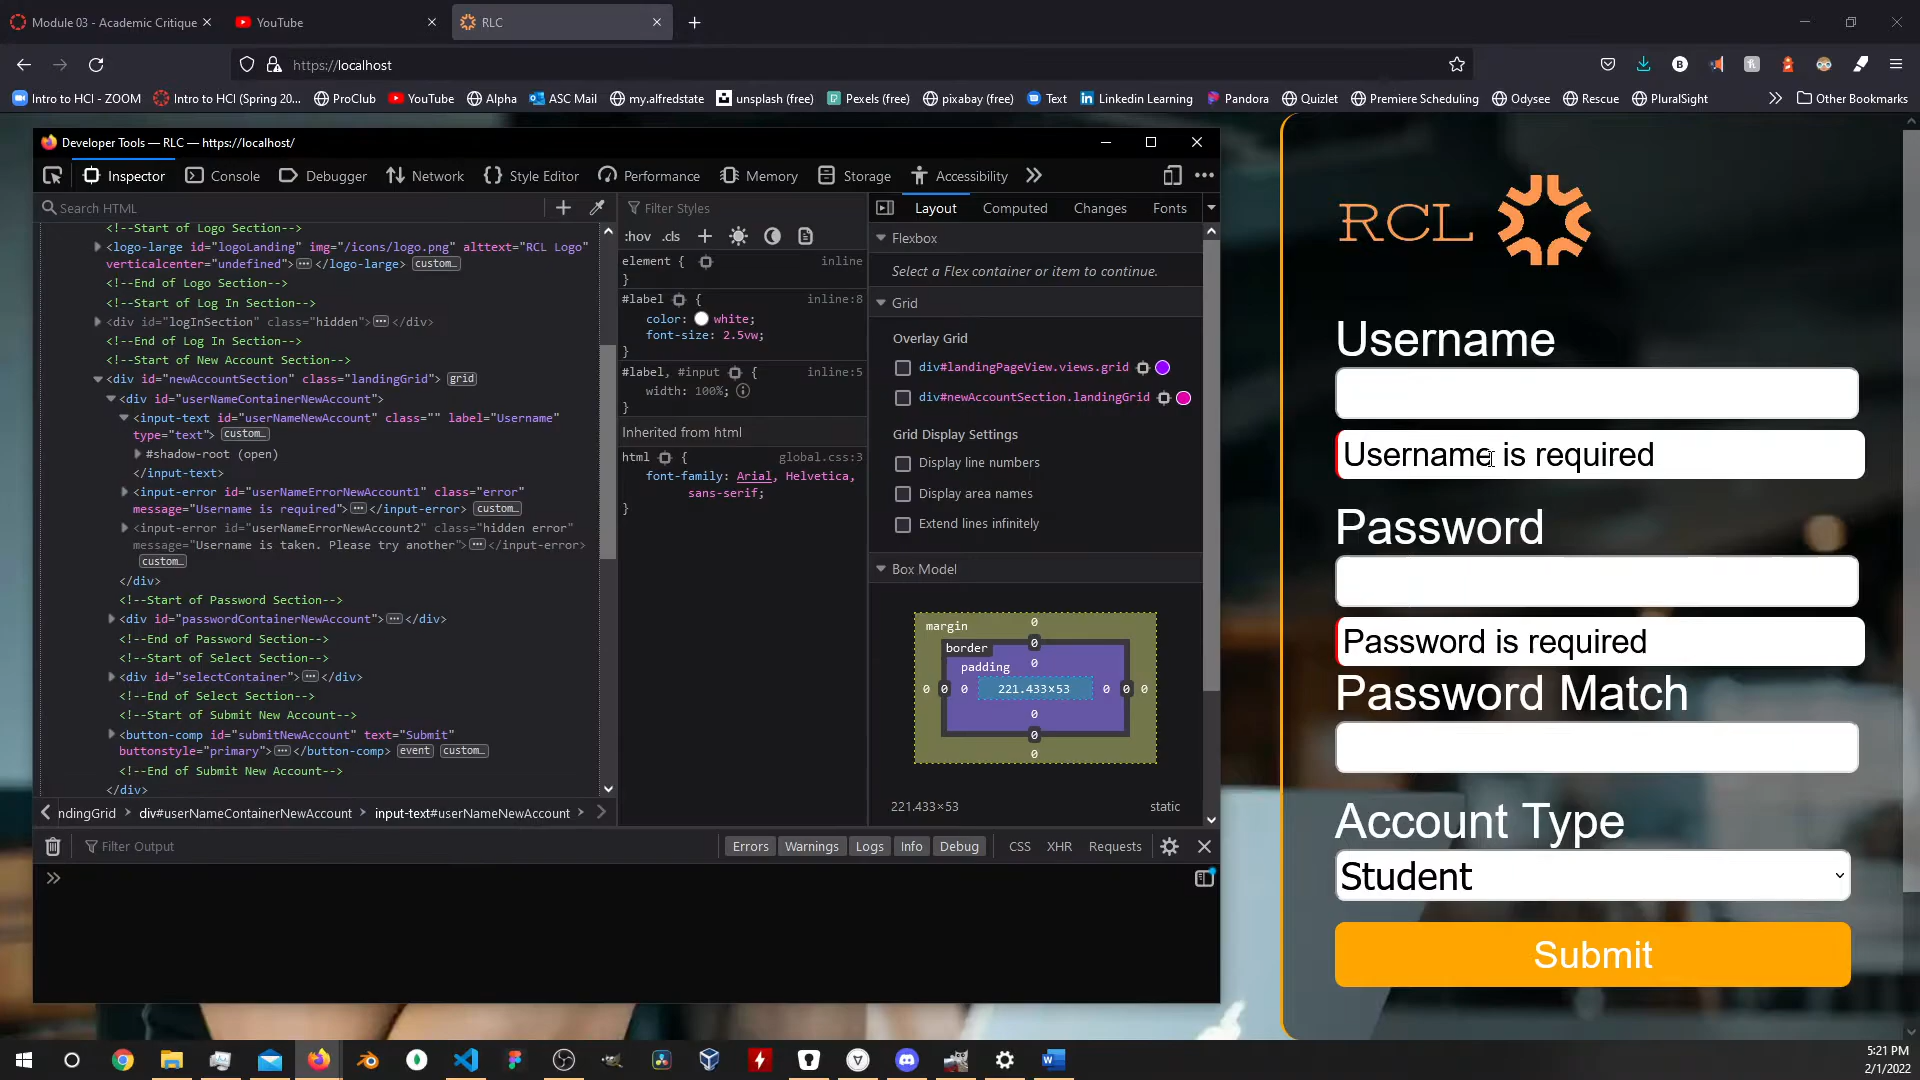 Module 03 - Academic Critique
YouTube
RLC
https://localhost
Intro to HCI - ZOOM
Intro to HCI (Spring 20...
ProClub
YouTube
Alpha
ASC Mail
my.alfredstate
unsplash (free)
Pexels (free)
pixabay (free)
Text
Linkedin Learning
Pandora
Quizlet
Premiere Scheduling
Odysee
Rescue
PluralSight
Other Bookmarks
Developer Tools — RLC — https://localhost/
Inspector
Console
Debugger
Network
Style Editor
Performance
Memory
Storage
Accessibility
Search HTML
<!--Start of Logo Section-->
<logo-large id="logoLanding" img="/icons/logo.png" alttext="RCL Logo"
verticalcenter="undefined">
</logo-large> custom…
<!--End of Logo Section-->
<!--Start of Log In Section-->
<div id="logInSection" class="hidden"></div>
<!--End of Log In Section-->
<!--Start of New Account Section-->
<div id="newAccountSection" class="landingGrid"> grid
<div id="userNameContainerNewAccount">
<input-text id="userNameNewAccount" class="" label="Username"
type="text"> custom…
#shadow-root (open)
</input-text>
<input-error id="userNameErrorNewAccount1" class="error"
message="Username is required"></input-error> custom…
<input-error id="userNameErrorNewAccount2" class="hidden error"
message="Username is taken. Please try another"></input-error>
custom…
</div>
<!--Start of Password Section-->
<div id="passwordContainerNewAccount"></div>
<!--End of Password Section-->
<!--Start of Select Section-->
<div id="selectContainer"></div>
<!--End of Select Section-->
<!--Start of Submit New Account-->
<button-comp id="submitNewAccount" text="Submit"
buttonstyle="primary"></button-comp> event custom…
<!--End of Submit New Account-->
</div>
ndingGrid
div#userNameContainerNewAccount
input-text#userNameNewAccount
Filter Styles
:hov .cls
element {
inline
}
#label {
inline:8
color: white;
font-size: 2.5vw;
}
#label, #input {
inline:5
width: 100%;
}
Inherited from html
html {
global.css:3
font-family: Arial, Helvetica,
sans-serif;
}
Layout
Computed
Changes
Fonts
Flexbox
Select a Flex container or item to continue.
Grid
Overlay Grid
div#landingPageView.views.grid
div#newAccountSection.landingGrid
Grid Display Settings
Display line numbers
Display area names
Extend lines infinitely
Box Model
margin
0
border
0
padding
0
0 0 0 221.433×53 0 0 0
0
0
0
221.433×53
static
Filter Output
Errors
Warnings
Logs
Info
Debug
CSS
XHR
Requests
RCL
Username
Username is required
Password
Password is required
Password Match
Account Type
Student
Submit
5:21 PM
2/1/2022